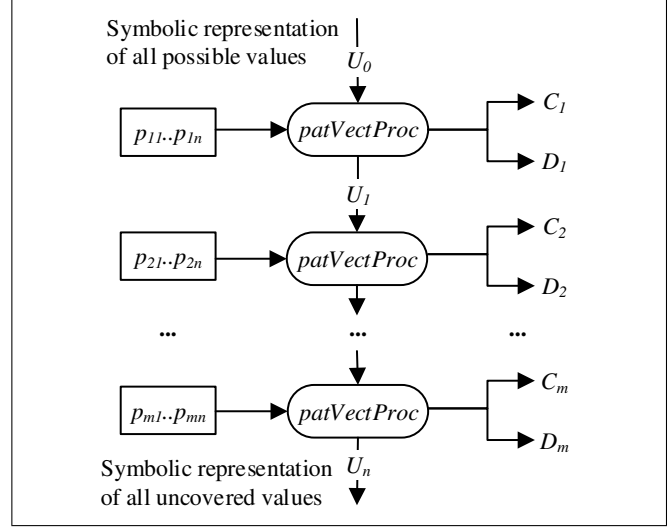 Symbolic representation
of all possible values
U0
p11..p1n
patVectProc
C1
D1
U1
p21..p2n
patVectProc
C2
D2
... ... ...
pm1..pmn
patVectProc
Cm
Dm
Symbolic representation
of all uncovered values
Un